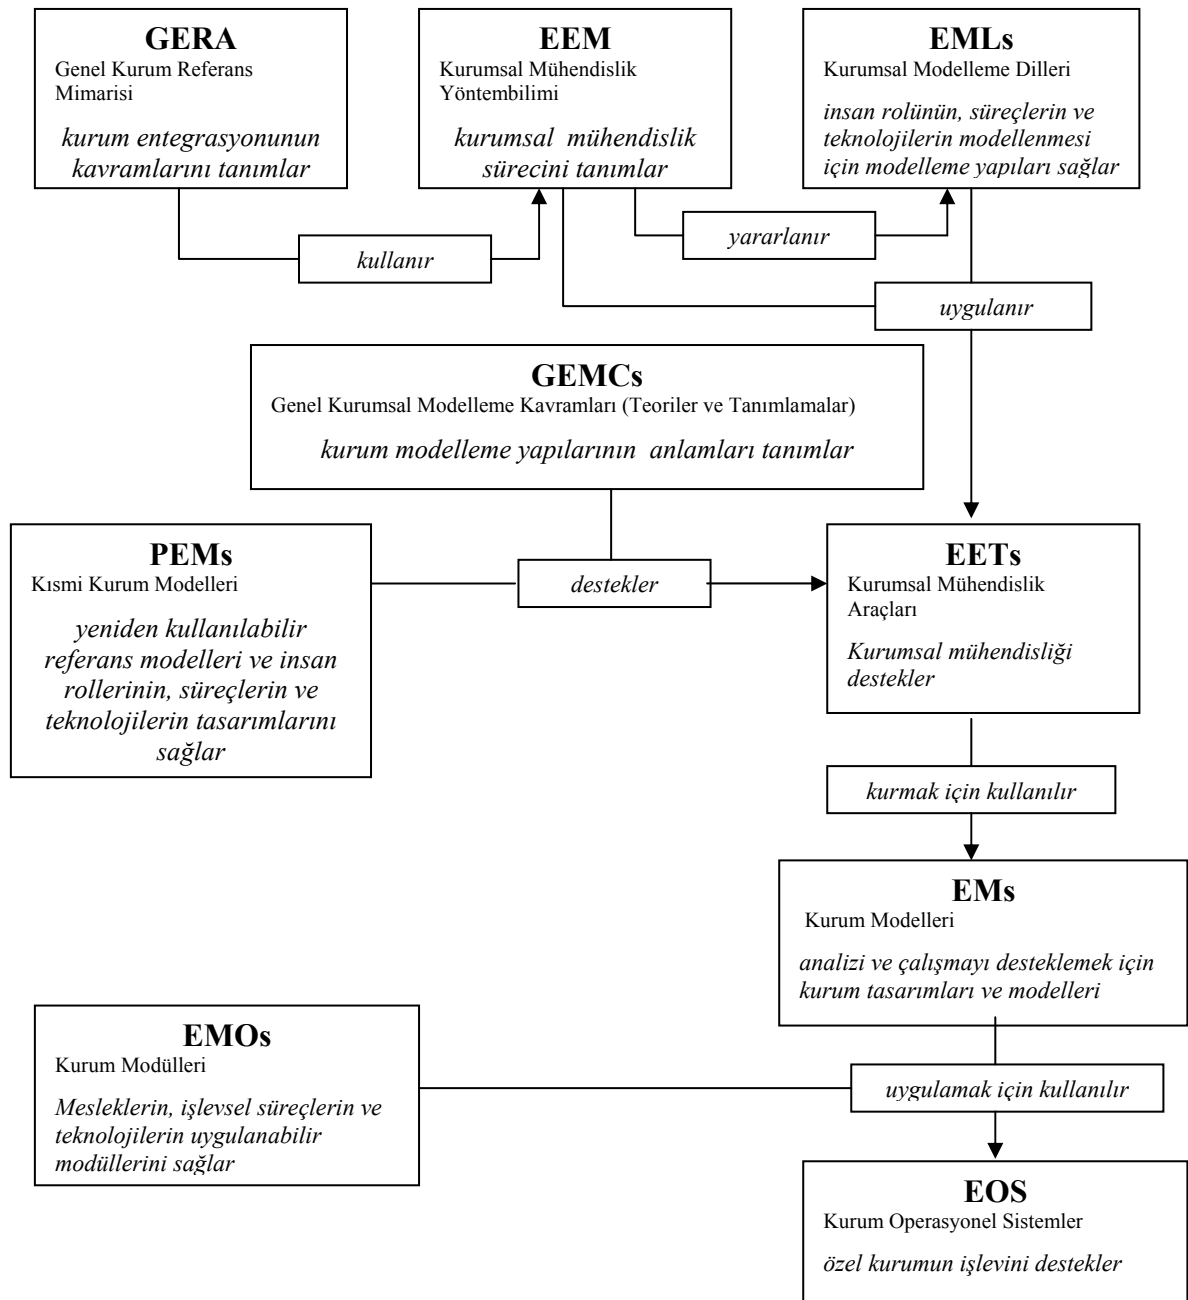 GERA
Genel Kurum Referans
Mimarisi
kurum entegrasyonunun
kavramlarını tanımlar
EEM
Kurumsal Mühendislik
Yöntembilimi
kurumsal mühendislik
sürecini tanımlar
EMLs
Kurumsal Modelleme Dilleri
insan rolünün, süreçlerin ve
teknolojilerin modellenmesi
için modelleme yapıları sağlar
kullanır
yararlanır
uygulanır
GEMCs
Genel Kurumsal Modelleme Kavramları (Teoriler ve Tanımlamalar)
kurum modelleme yapılarının anlamları tanımlar
PEMs
Kısmi Kurum Modelleri
yeniden kullanılabilir
referans modelleri ve insan
rollerinin, süreçlerin ve
teknolojilerin tasarımlarını
sağlar
destekler
EETs
Kurumsal Mühendislik
Araçları
Kurumsal mühendisliği
destekler
kurmak için kullanılır
EMs
Kurum Modelleri
analizi ve çalışmayı desteklemek için
kurum tasarımları ve modelleri
EMOs
Kurum Modülleri
Mesleklerin, işlevsel süreçlerin ve
teknolojilerin uygulanabilir
modüllerini sağlar
uygulamak için kullanılır
EOS
Kurum Operasyonel Sistemler
özel kurumun işlevini destekler